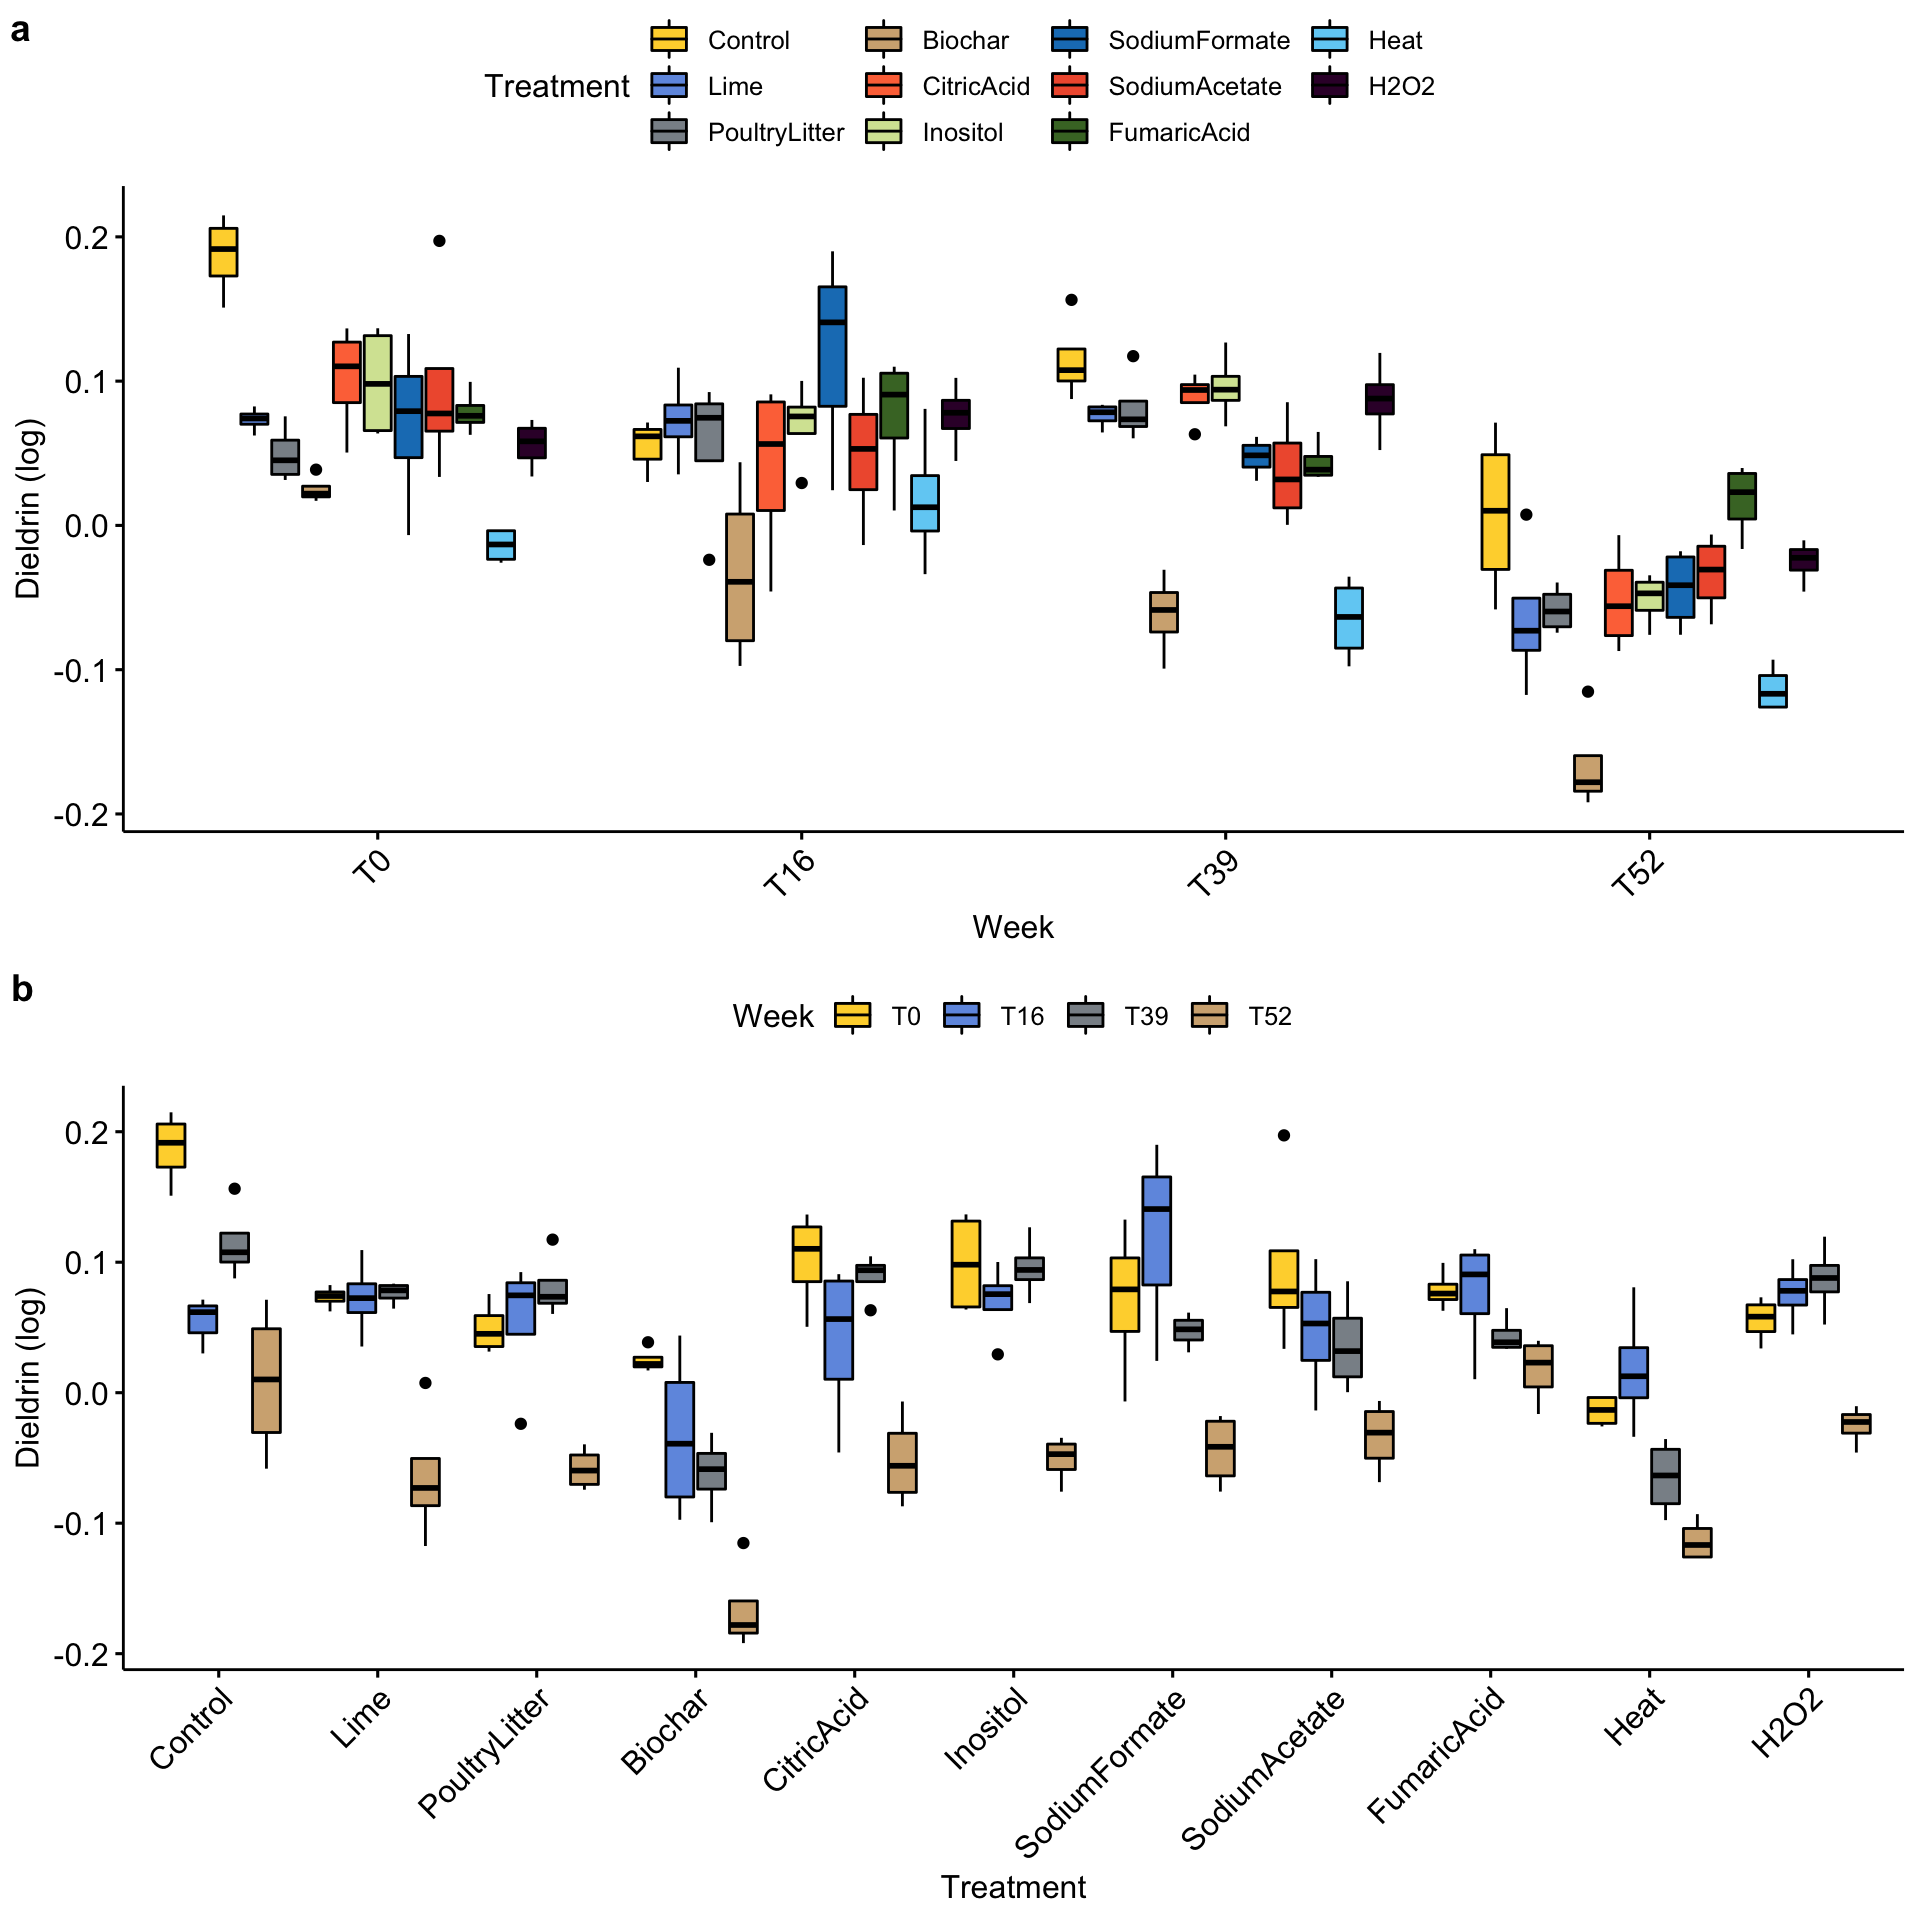 a
Treatment
Control Biochar SodiumFormate Heat
Lime CitricAcid SodiumAcetate H2O2
PoultryLitter Inositol FumaricAcid
Dieldrin (log)
0.2
0.1
0.0
-0.1
-0.2
T0 T16 T39 T52
Week
b
Week T0 T16 T39 T52
Dieldrin (log)
0.2
0.1
0.0
-0.1
-0.2
Control Lime PoultryLitter Biochar CitricAcid Inositol SodiumFormate SodiumAcetate FumaricAcid Heat H2O2
Treatment